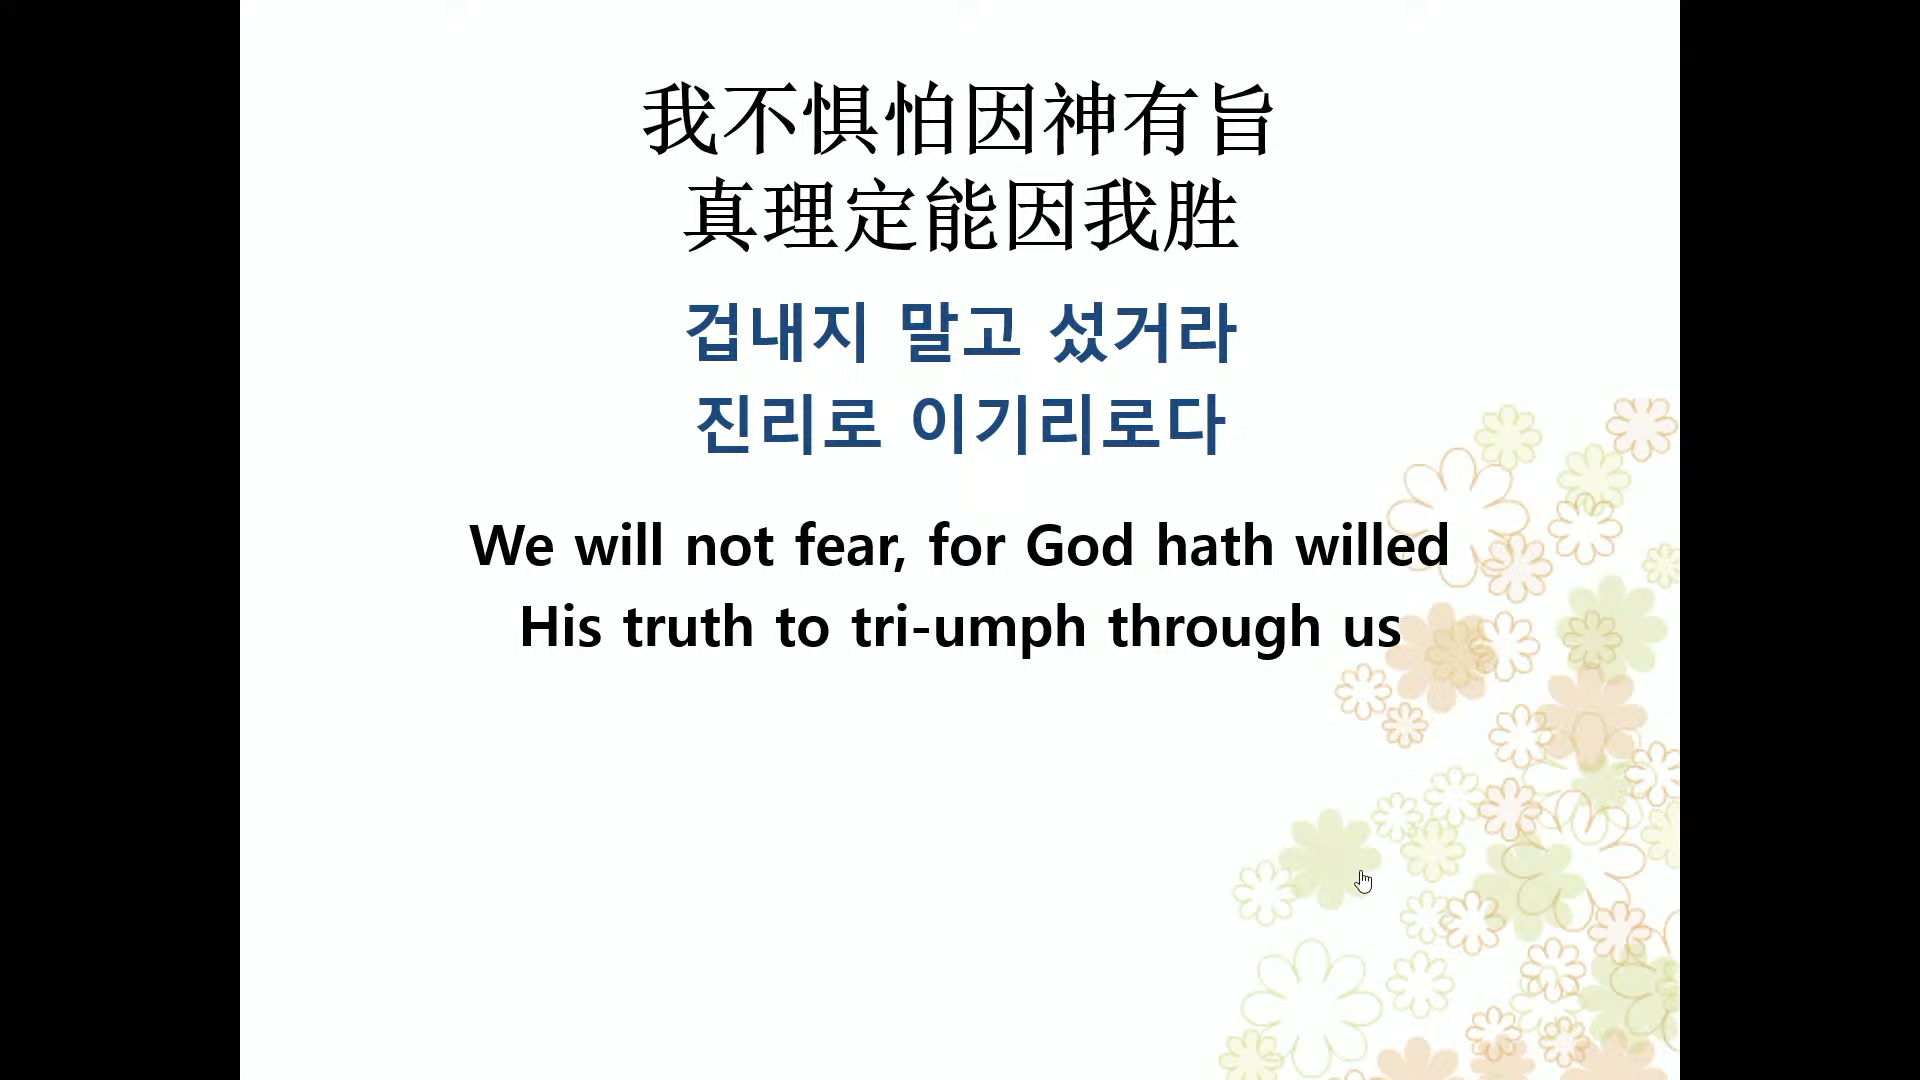 我不惧怕因神有旨
真理定能因我胜
겁내지 말고 섰거라
진리로 이기리로다
We will not fear, for God hath willed
His truth to tri-umph through us